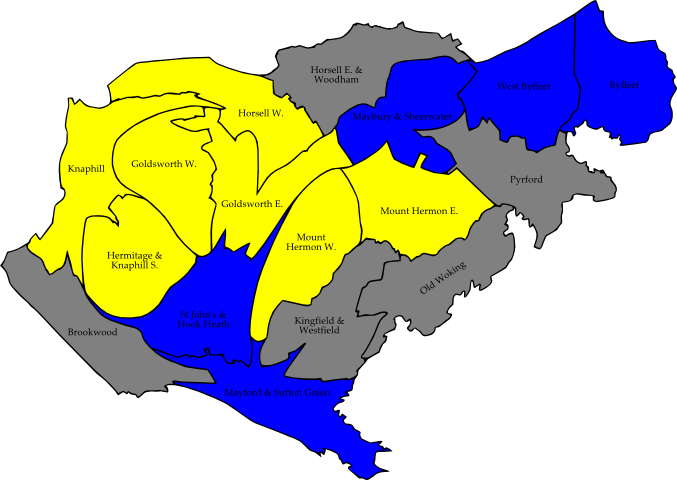 Horsell E. &
Woodham
West Byfleet
Byfleet
Horsell W.
Maybury & Sheerwater
Knaphill
Goldsworth W.
Pyrford
Goldsworth E.
Mount Hermon E.
Mount
Hermon W.
Hermitage &
Knaphill S.
Old Woking
St John's &
Hook Heath
Kingfield &
Westfield
Brookwood
Mayford & Sutton Green